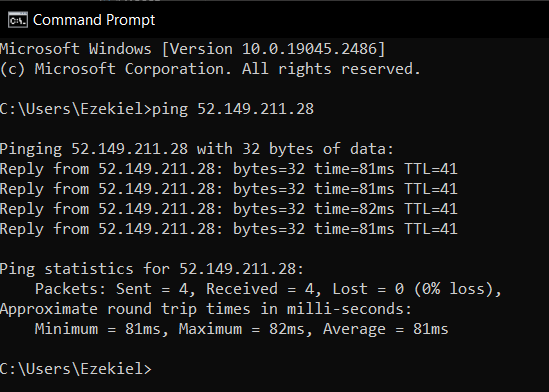 Command Prompt
Microsoft Windows [Version 10.0.19045.2486]
(c) Microsoft Corporation. All rights reserved.
C:\Users\Ezekiel>ping 52.149.211.28
Pinging 52.149.211.28 with 32 bytes of data:
Reply from 52.149.211.28: bytes=32 time=81ms TTL=41
Reply from 52.149.211.28: bytes=32 time=81ms TTL=41
Reply from 52.149.211.28: bytes=32 time=82ms TTL=41
Reply from 52.149.211.28: bytes=32 time=81ms TTL=41
Ping statistics for 52.149.211.28:
    Packets: Sent = 4, Received = 4, Lost = 0 (0% loss),
Approximate round trip times in milli-seconds:
    Minimum = 81ms, Maximum = 82ms, Average = 81ms
C:\Users\Ezekiel>